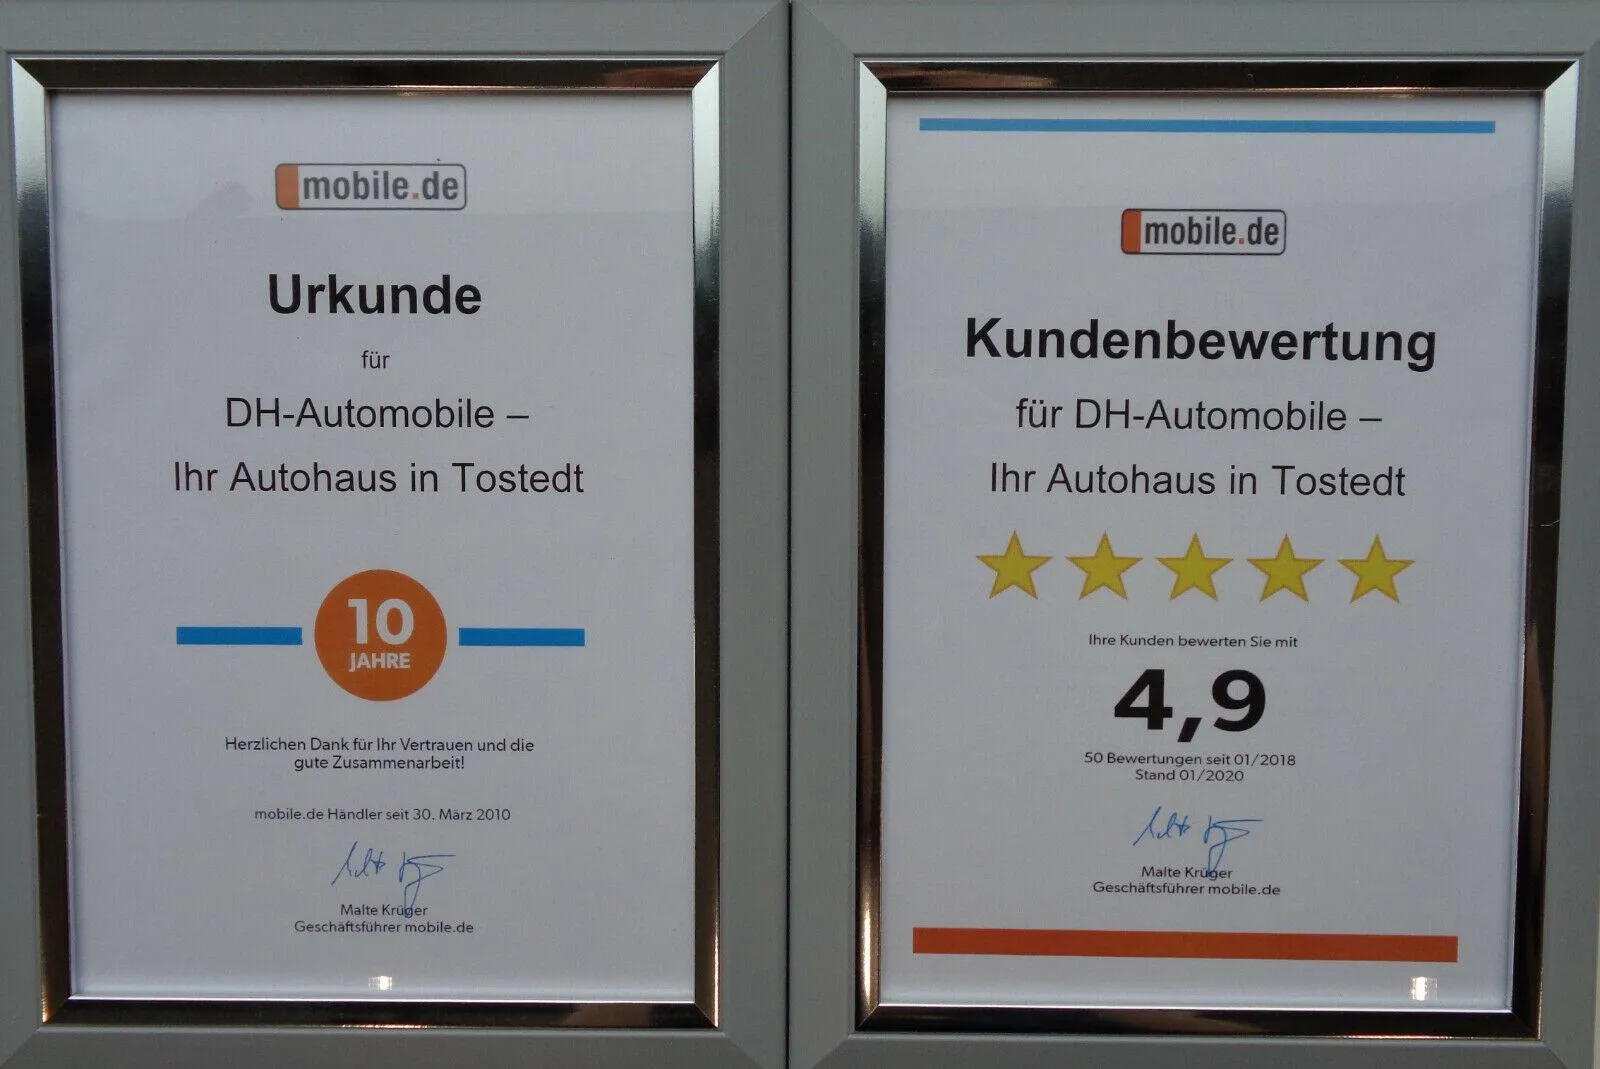 mobile.de
Urkunde
für
DH-Automobile –
Ihr Autohaus in Tostedt
10
JAHRE
Herzlichen Dank für Ihr Vertrauen und die
gute Zusammenarbeit!
mobile.de Händler seit 30. März 2010
Malte Krüger
Geschäftsführer mobile.de
mobile.de
Kundenbewertung
für DH-Automobile –
Ihr Autohaus in Tostedt
Ihre Kunden bewerten Sie mit
4,9
50 Bewertungen seit 01/2018
Stand 01/2020
Malte Krüger
Geschäftsführer mobile.de